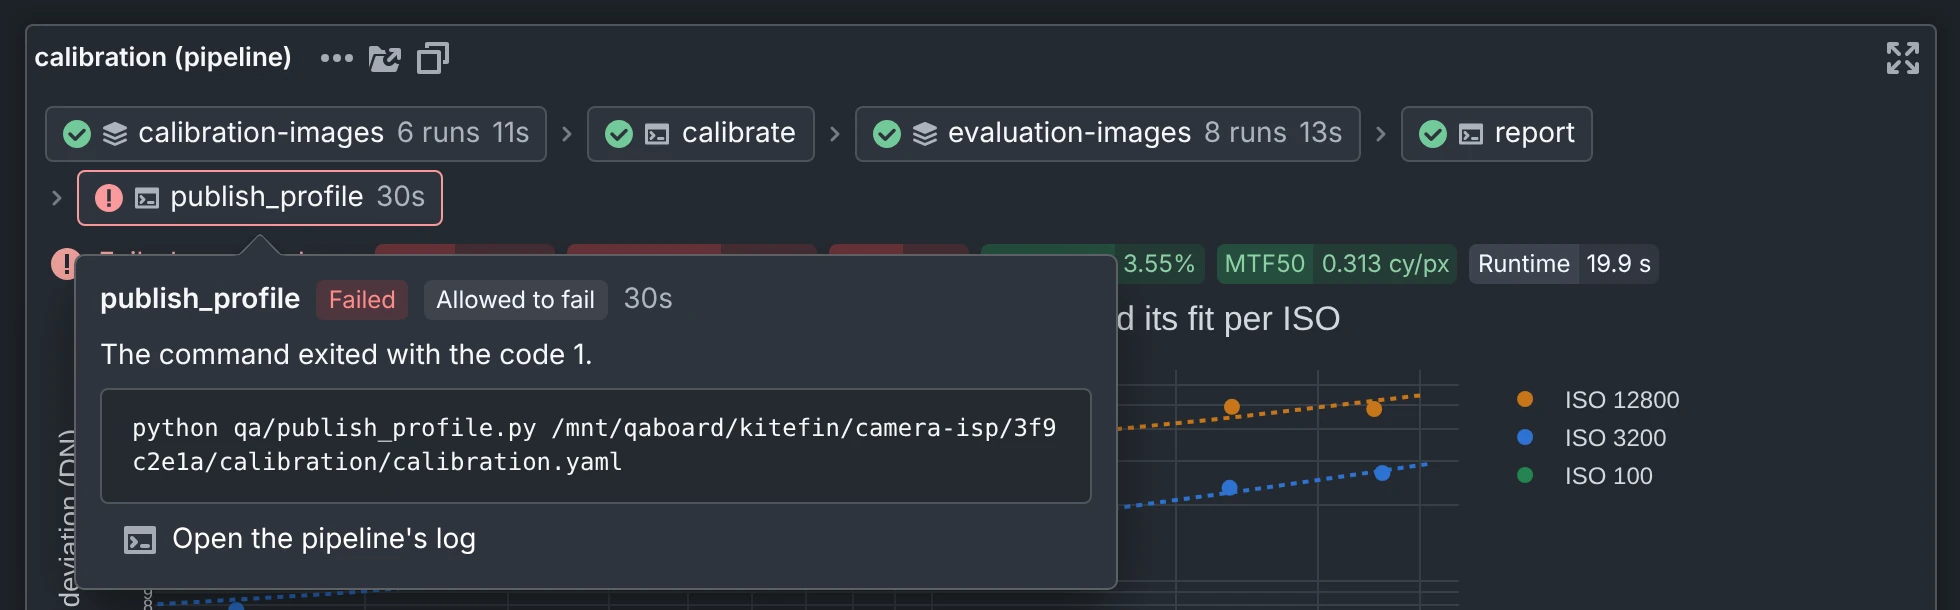 calibration (pipeline)
calibration-images 6 runs 11s
calibrate
evaluation-images 8 runs 13s
report
publish_profile 30s
3.55%
MTF50 0.313 cy/px
Runtime 19.9 s
publish_profile Failed Allowed to fail 30s
d its fit per ISO
The command exited with the code 1.
python qa/publish_profile.py /mnt/qaboard/kitefin/camera-isp/3f9
c2e1a/calibration/calibration.yaml
Open the pipeline's log
ISO 12800
ISO 3200
ISO 100
deviation (DN)